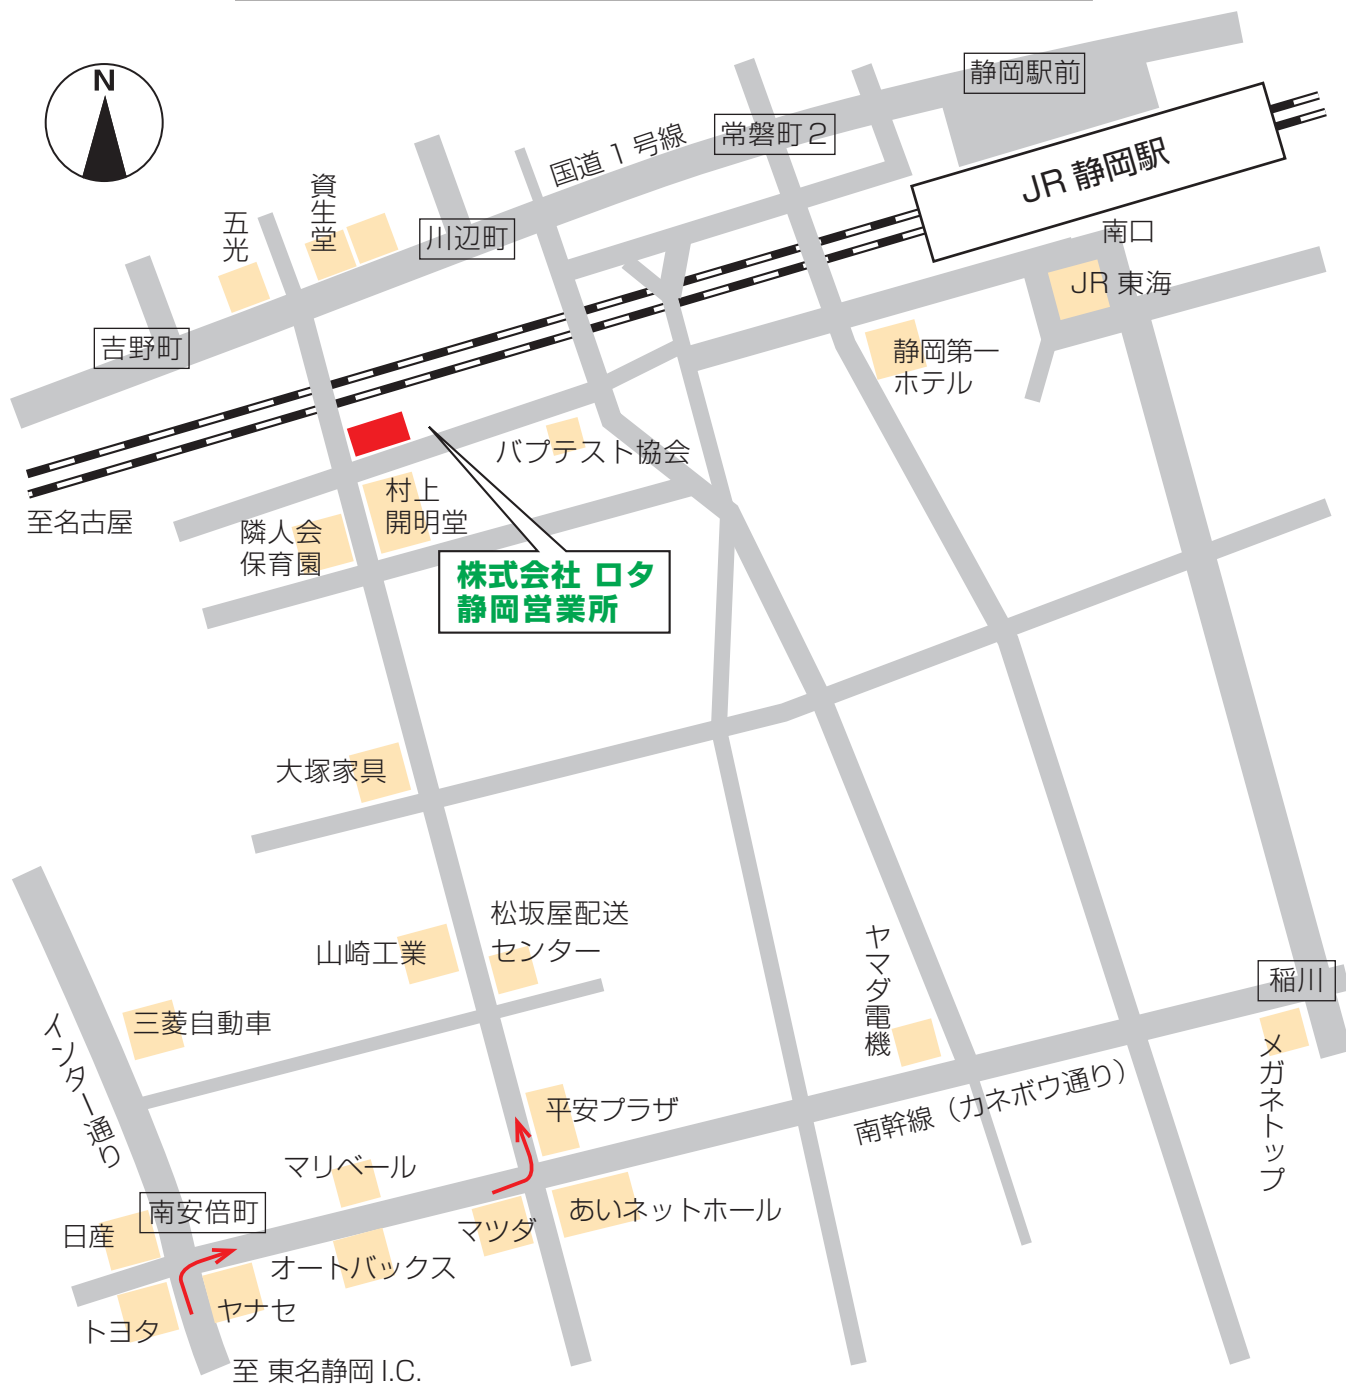 N
静岡駅前
常磐町2
国道1号線
JR 静岡駅
資生堂
五光
川辺町
南口
JR 東海
吉野町
静岡第一
ホテル
バプテスト協会
至名古屋
村上
開明堂
隣人会
保育園
株式会社 ロタ
静岡営業所
大塚家具
松坂屋配送
センター
山崎工業
ヤマダ電機
稲川
三菱自動車
インター通り
メガネトップ
平安プラザ
南幹線（カネボウ通り）
マリベール
南安倍町
あいネットホール
マツダ
日産
オートバックス
ヤナセ
トヨタ
至 東名静岡 I.C.